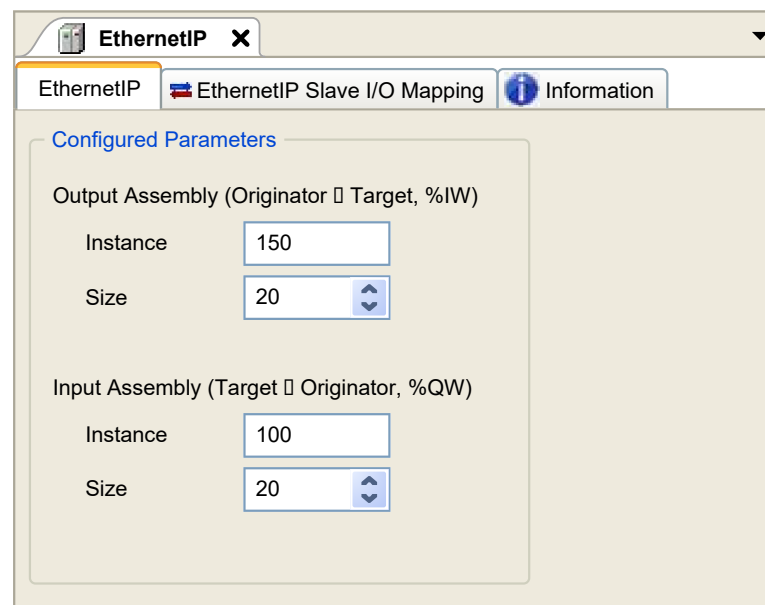 EthernetIP
EthernetIP EthernetIP Slave I/O Mapping Information
Configured Parameters
Output Assembly (Originator ▯ Target, %IW)
Instance 150
Size 20
Input Assembly (Target ▯ Originator, %QW)
Instance 100
Size 20